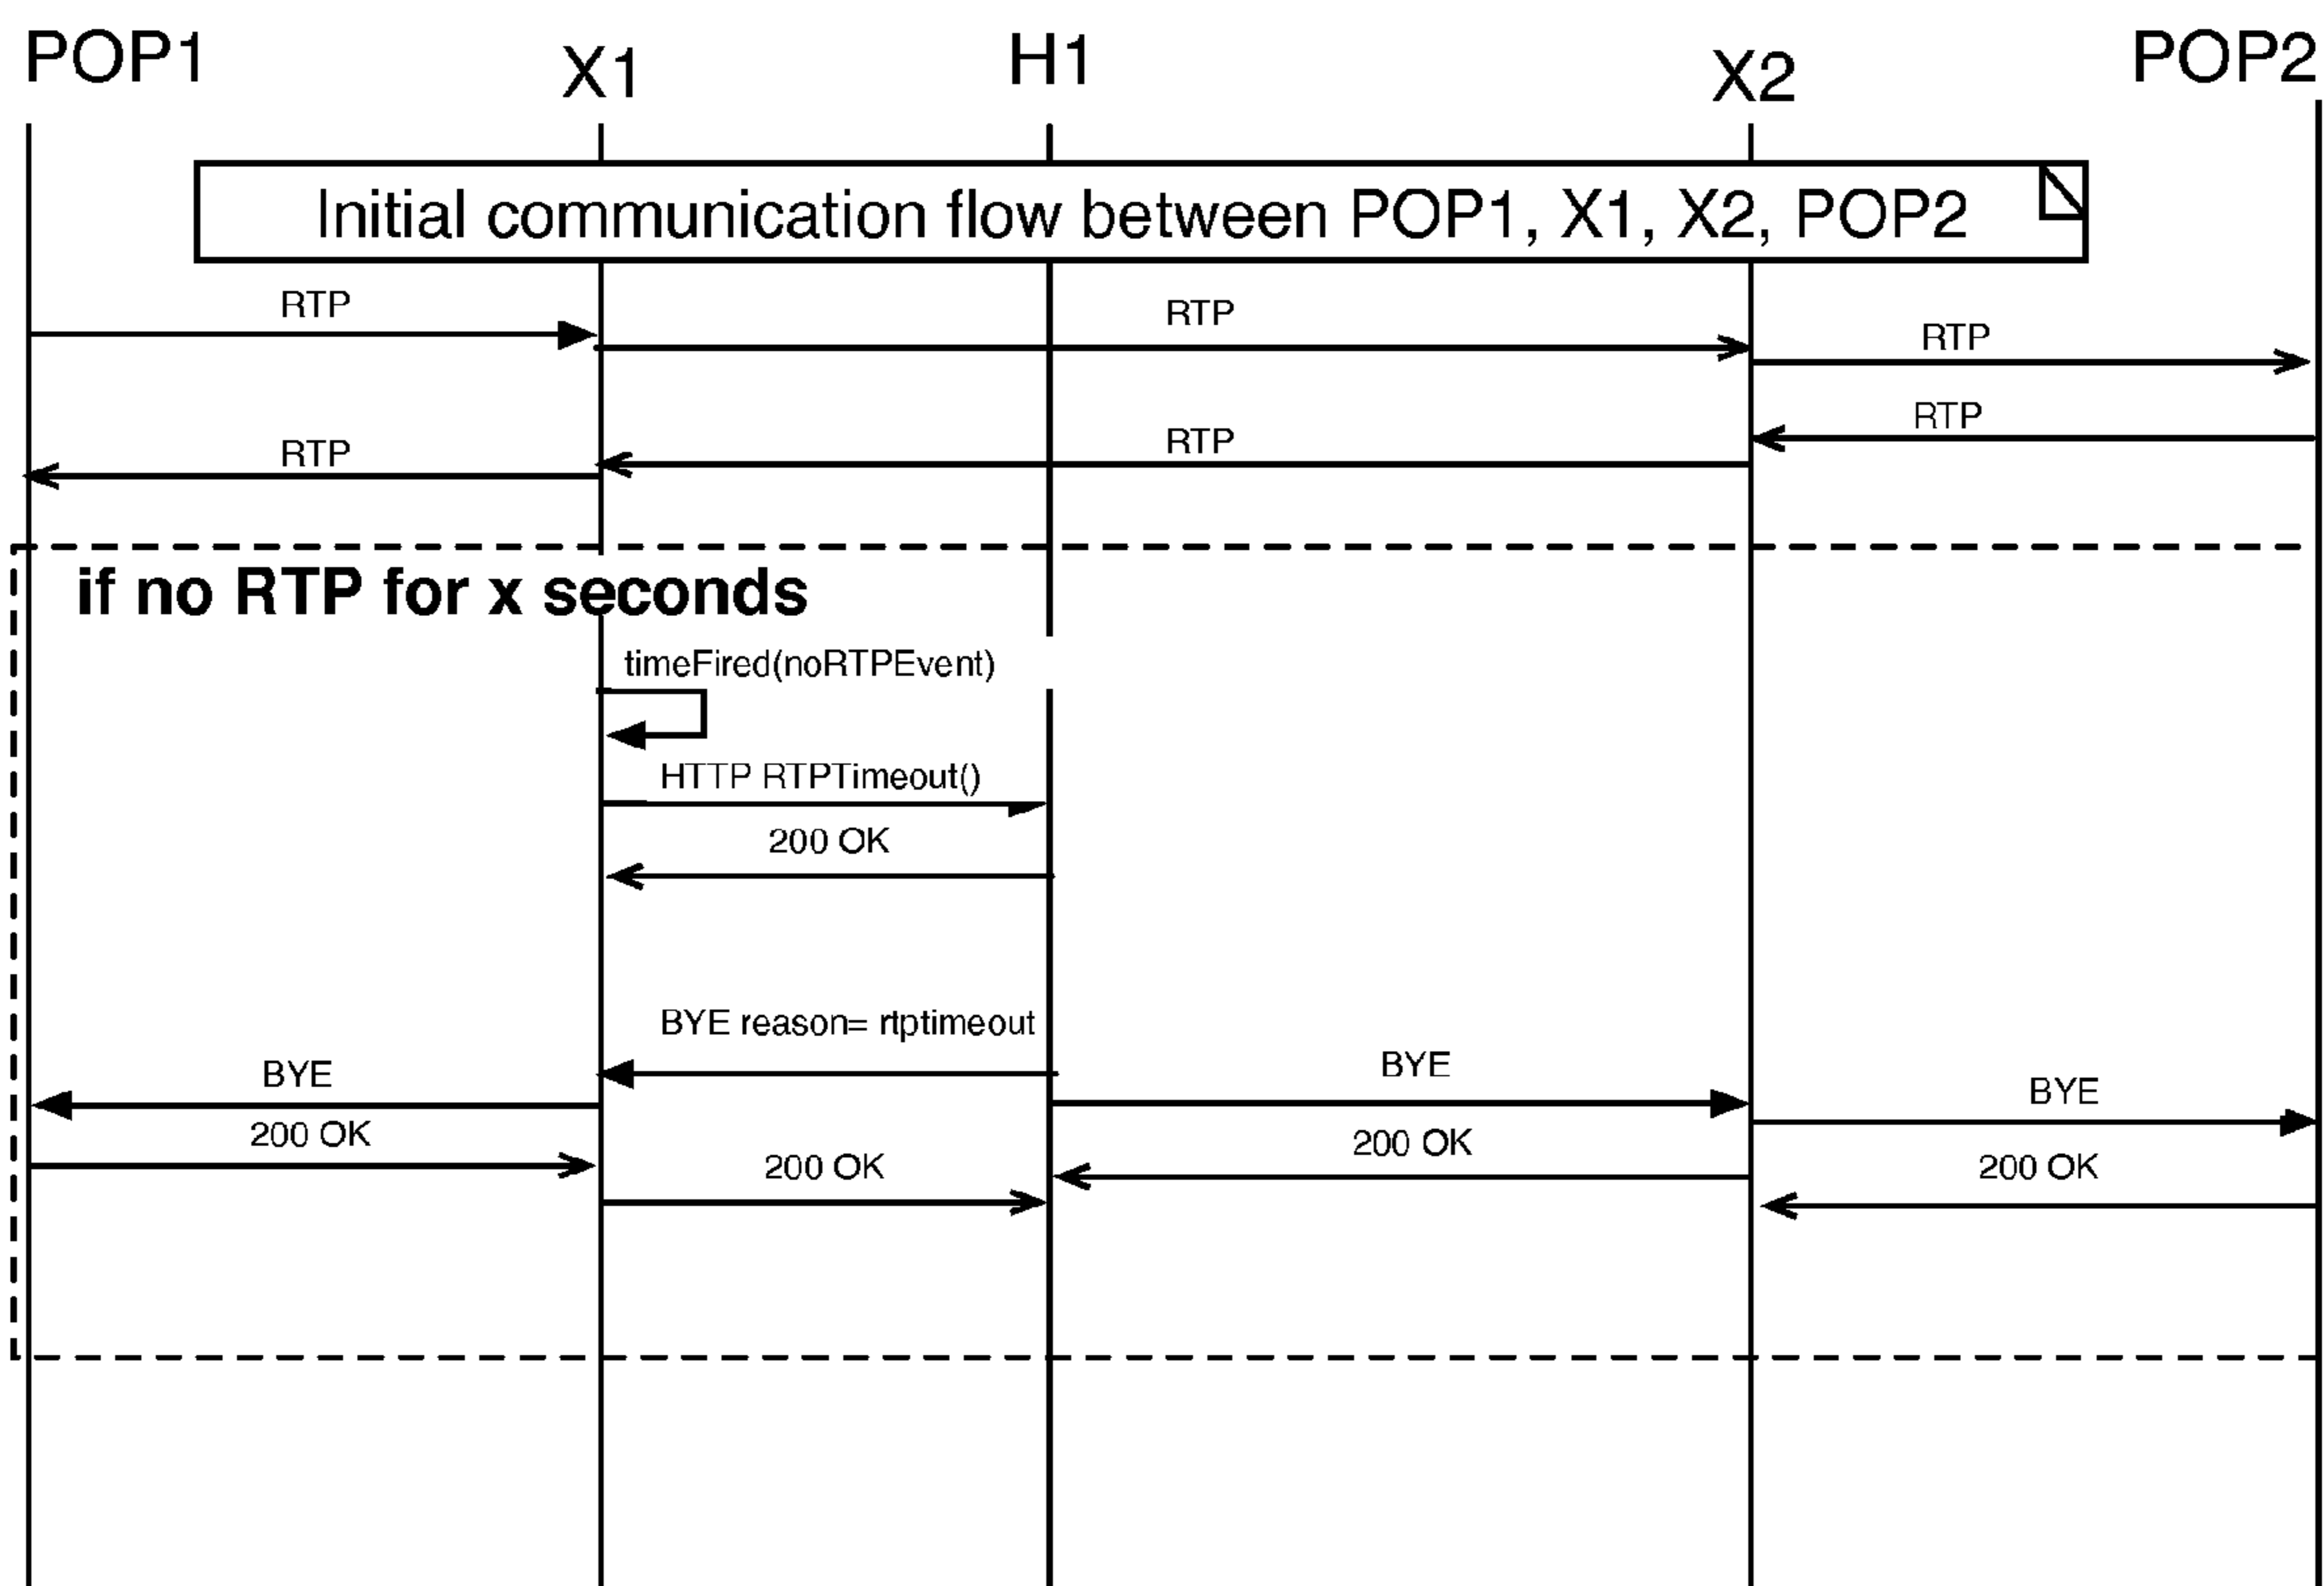 POP1
X1
H1
X2
POP2
Initial communication flow between POP1, X1, X2, POP2
RTP
RTP
RTP
RTP
RTP
RTP
if no RTP for x seconds
timeFired(noRTPEvent)
HTTP RTPTimeout()
200 OK
BYE reason= rtptimeout
BYE
BYE
BYE
200 OK
200 OK
200 OK
200 OK